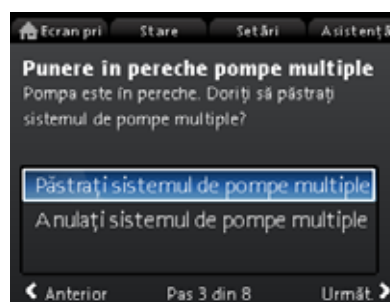 Ecran pri Stare Setări Asistență
Punere în pereche pompe multiple
Pompa este în pereche. Doriți să păstrați
sistemul de pompe multiple?
Păstrați sistemul de pompe multiple
Anulați sistemul de pompe multiple
Anterior Pas 3 din 8 Următ